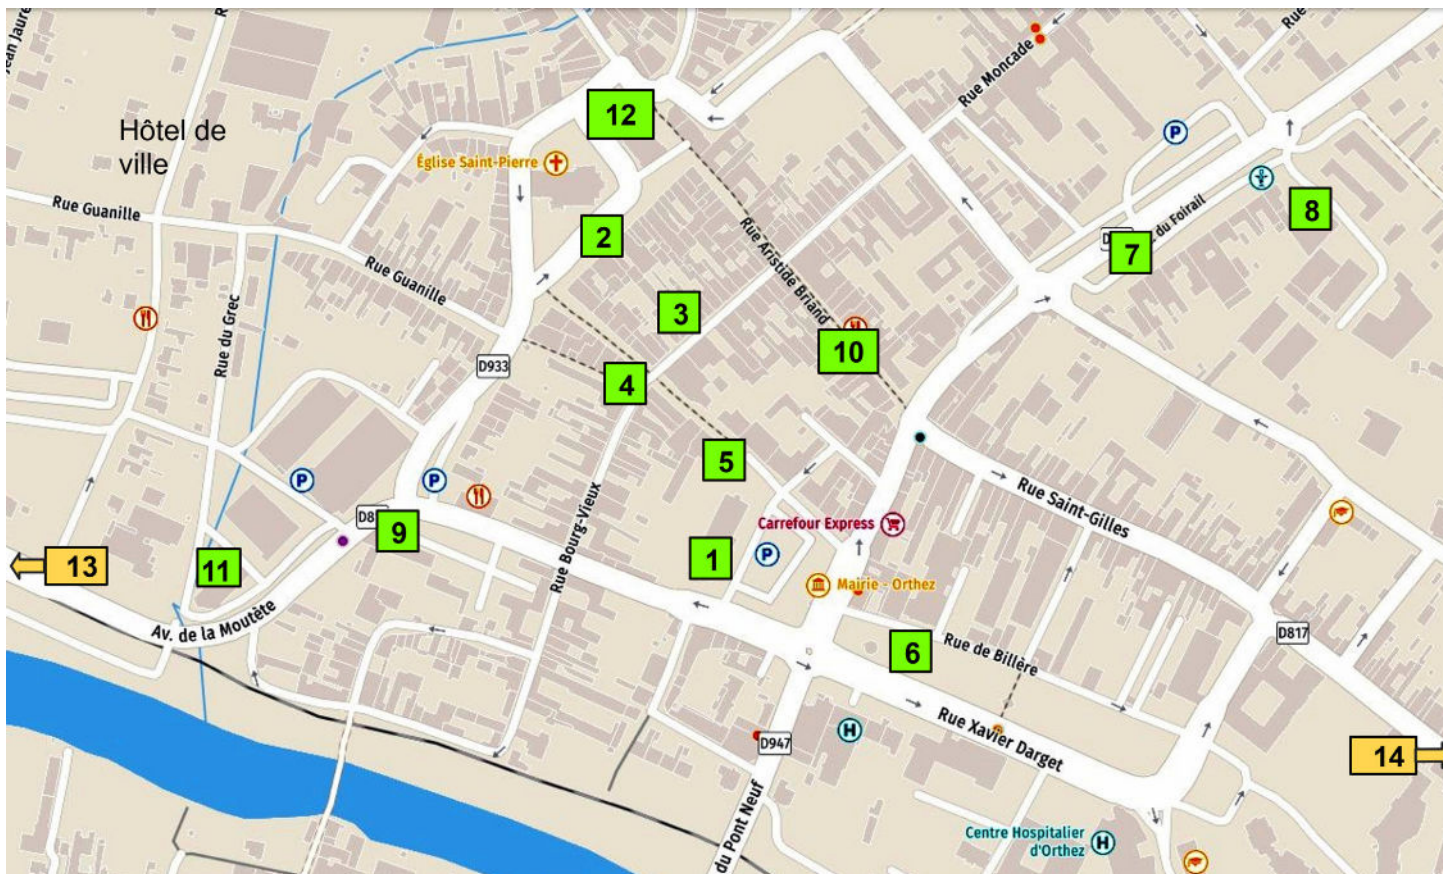 Jean Jaure
Rue
Rue Moncade
12
Hôtel de
ville
P
Église Saint-Pierre
Rue Guanille
8
2
7
du Foirail
Rue Aristide Briand
Rue Guanille
3
Rue du Grec
10
D933
4
5
P
P
Rue Saint-Gilles
D8
9
Rue Bourg-Vieux
Carrefour Express
1
P
13
11
Mairie - Orthez
Av. de la Moutète
D817
6
Rue de Billère
H
Rue Xavier Darget
D947
14
du Pont Neuf
Centre Hospitalier
d'Orthez
H